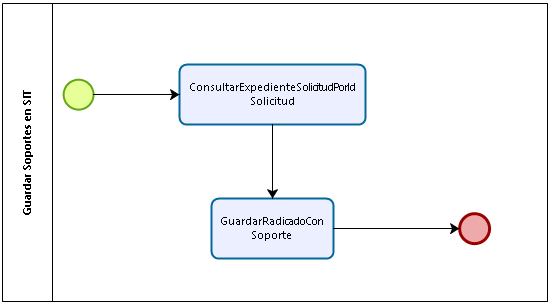 Guardar Soportes en SIT
ConsultarExpedienteSolicitudPorId
Solicitud
GuardarRadicadoCon
Soporte